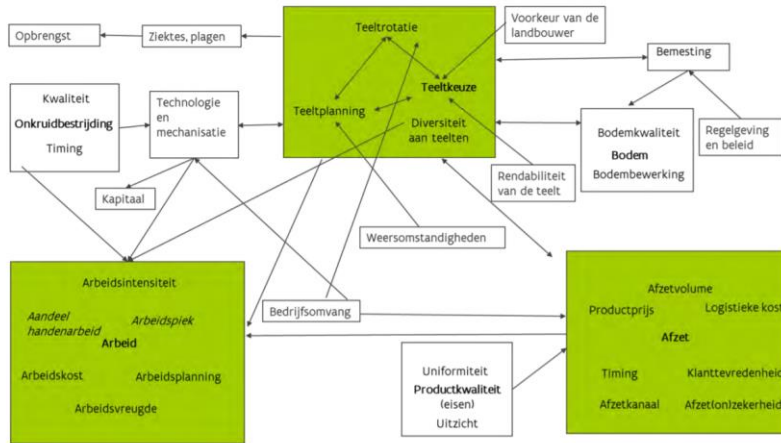 Opbrengst
Ziektes, plagen
Teeltrotatie
Voorkeur van de
landbouwer
Bemesting
Teeltkeuze
Teeltplanning
Diversiteit
aan teelten
Kwaliteit
Onkruidbestrijding
Timing
Technologie
en
mechanisatie
Kapitaal
Bodemkwaliteit
Bodem
Bodembewerking
Regelgeving
en beleid
Rendabiliteit
van de teelt
Weersomstandigheden
Arbeidsintensiteit
Aandeel
handenarbeid
Arbeidspiek
Arbeid
Arbeidskost
Arbeidsplanning
Arbeidsvreugde
Bedrijfsomvang
Uniformiteit
Productkwaliteit
(eisen)
Uitzicht
Afzetvolume
Productprijs
Logistieke kost
Afzet
Timing
Klanttevredenheid
Afzetkanaal
Afzet(on)zekerheid